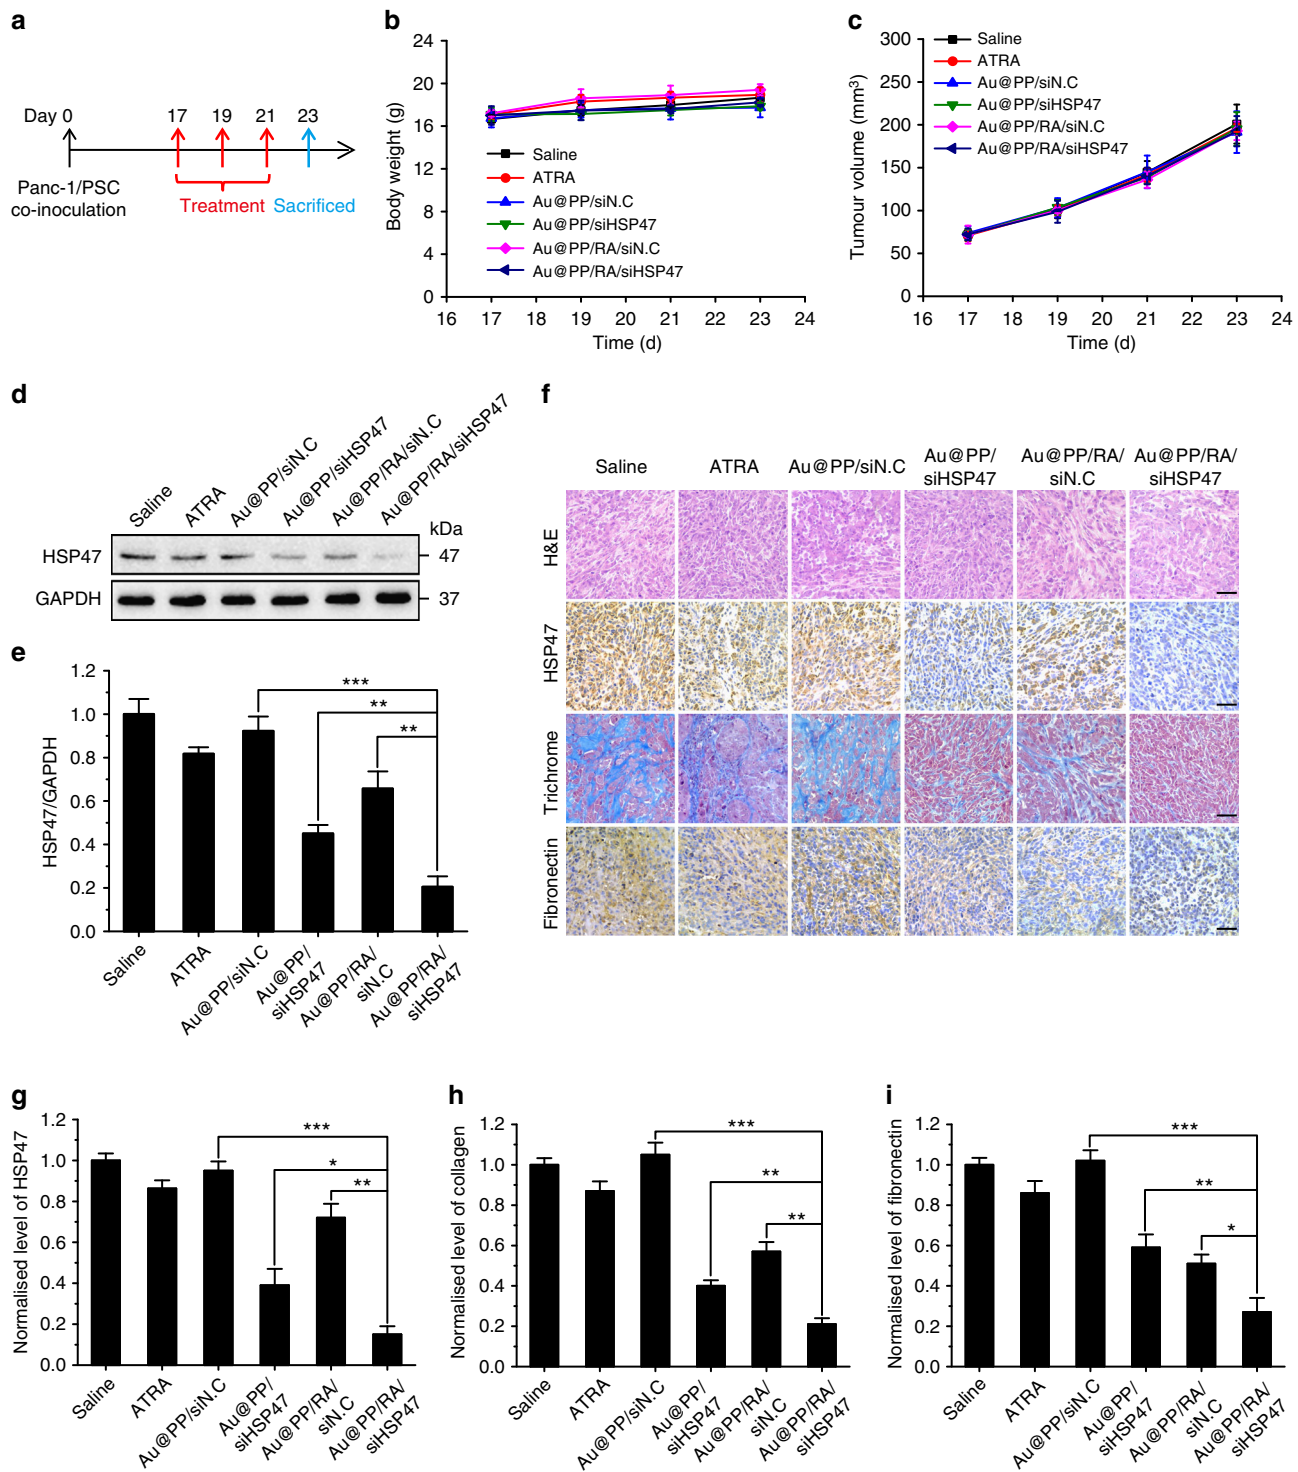 a
Day 0
17
19
21
23
Panc-1/PSC
co-inoculation
Treatment
Sacrificed
b
Body weight (g)
24
20
16
12
8
4
0
Saline
ATRA
Au@PP/siN.C
Au@PP/siHSP47
Au@PP/RA/siN.C
Au@PP/RA/siHSP47
16 17 18 19 20 21 22 23 24
Time (d)
c
Tumour volume (mm³)
300
250
200
150
100
50
0
Saline
ATRA
Au@PP/siN.C
Au@PP/siHSP47
Au@PP/RA/siN.C
Au@PP/RA/siHSP47
16 17 18 19 20 21 22 23 24
Time (d)
d
Saline
ATRA
Au@PP/siN.C
Au@PP/siHSP47
Au@PP/RA/siN.C
Au@PP/RA/siHSP47
kDa
HSP47
47
GAPDH
37
e
HSP47/GAPDH
1.2
1.0
0.8
0.6
0.4
0.2
0.0
***
**
**
Saline
ATRA
Au@PP/siN.C
Au@PP/
siHSP47
Au@PP/RA/
siN.C
Au@PP/RA/
siHSP47
f
Saline
ATRA
Au@PP/siN.C
Au@PP/
siHSP47
Au@PP/RA/
siN.C
Au@PP/RA/
siHSP47
H&E
HSP47
Trichrome
Fibronectin
g
Normalised level of HSP47
1.2
1.0
0.8
0.6
0.4
0.2
0.0
***
*
**
Saline
ATRA
Au@PP/siN.C
Au@PP/
siHSP47
Au@PP/RA/
siN.C
Au@PP/RA/
siHSP47
h
Normalised level of collagen
1.2
1.0
0.8
0.6
0.4
0.2
0.0
***
**
**
Saline
ATRA
Au@PP/siN.C
Au@PP/
siHSP47
Au@PP/RA/
siN.C
Au@PP/RA/
siHSP47
i
Normalised level of fibronectin
1.2
1.0
0.8
0.6
0.4
0.2
0.0
***
**
*
Saline
ATRA
Au@PP/siN.C
Au@PP/
siHSP47
Au@PP/RA/
siN.C
Au@PP/RA/
siHSP47